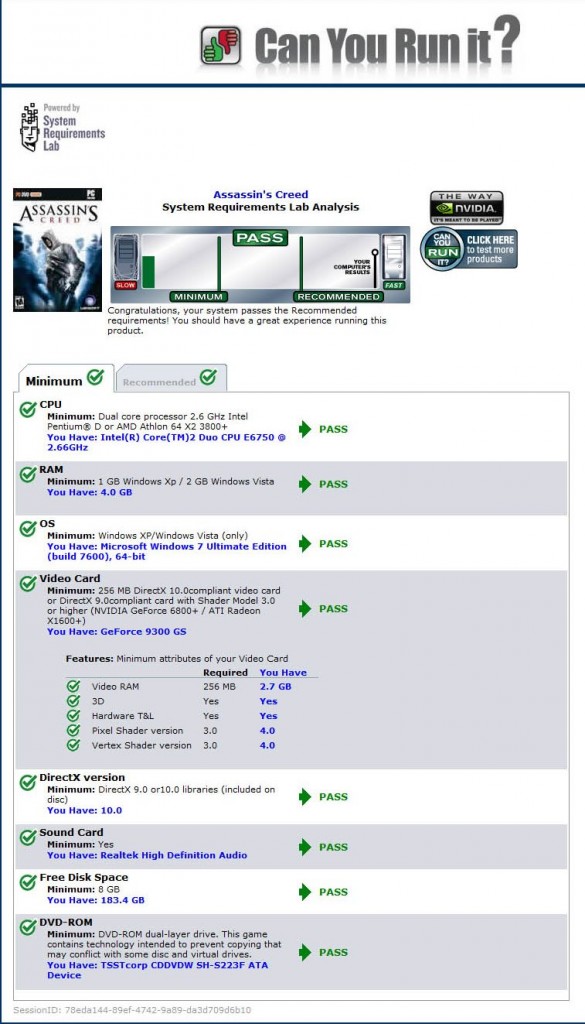 Can You Run it?
Powered by
System
Requirements
Lab
PC
ASSASSIN'S
CREED
Assassin's Creed
System Requirements Lab Analysis
PASS
YOUR
COMPUTER'S
RESULTS
SLOW
MINIMUM
RECOMMENDED
FAST
THE WAY
NVIDIA
IT'S MEANT TO BE PLAYED
CAN YOU RUN IT?
CLICK HERE
to test more
products
Congratulations, your system passes the Recommended
requirements! You should have a great experience running this
product.
Minimum
Recommended
CPU
Minimum: Dual core processor 2.6 GHz Intel
Pentium® D or AMD Athlon 64 X2 3800+
You Have: Intel(R) Core(TM)2 Duo CPU E6750 @
2.66GHz
PASS
RAM
Minimum: 1 GB Windows Xp / 2 GB Windows Vista
You Have: 4.0 GB
PASS
OS
Minimum: Windows XP/Windows Vista (only)
You Have: Microsoft Windows 7 Ultimate Edition
(build 7600), 64-bit
PASS
Video Card
Minimum: 256 MB DirectX 10.0compliant video card
or DirectX 9.0compliant card with Shader Model 3.0
or higher (NVIDIA GeForce 6800+ / ATI Radeon
X1600+)
You Have: GeForce 9300 GS
PASS
Features: Minimum attributes of your Video Card
Required You Have
Video RAM 256 MB 2.7 GB
3D Yes Yes
Hardware T&L Yes Yes
Pixel Shader version 3.0 4.0
Vertex Shader version 3.0 4.0
DirectX version
Minimum: DirectX 9.0 or10.0 libraries (included on
disc)
You Have: 10.0
PASS
Sound Card
Minimum: Yes
You Have: Realtek High Definition Audio
PASS
Free Disk Space
Minimum: 8 GB
You Have: 183.4 GB
PASS
DVD-ROM
Minimum: DVD-ROM dual-layer drive. This game
contains technology intended to prevent copying that
may conflict with some disc and virtual drives.
You Have: TSSTcorp CDDVDW SH-S223F ATA
Device
PASS
SessionID: 78eda144-89ef-4742-9a89-da3d709d6b10